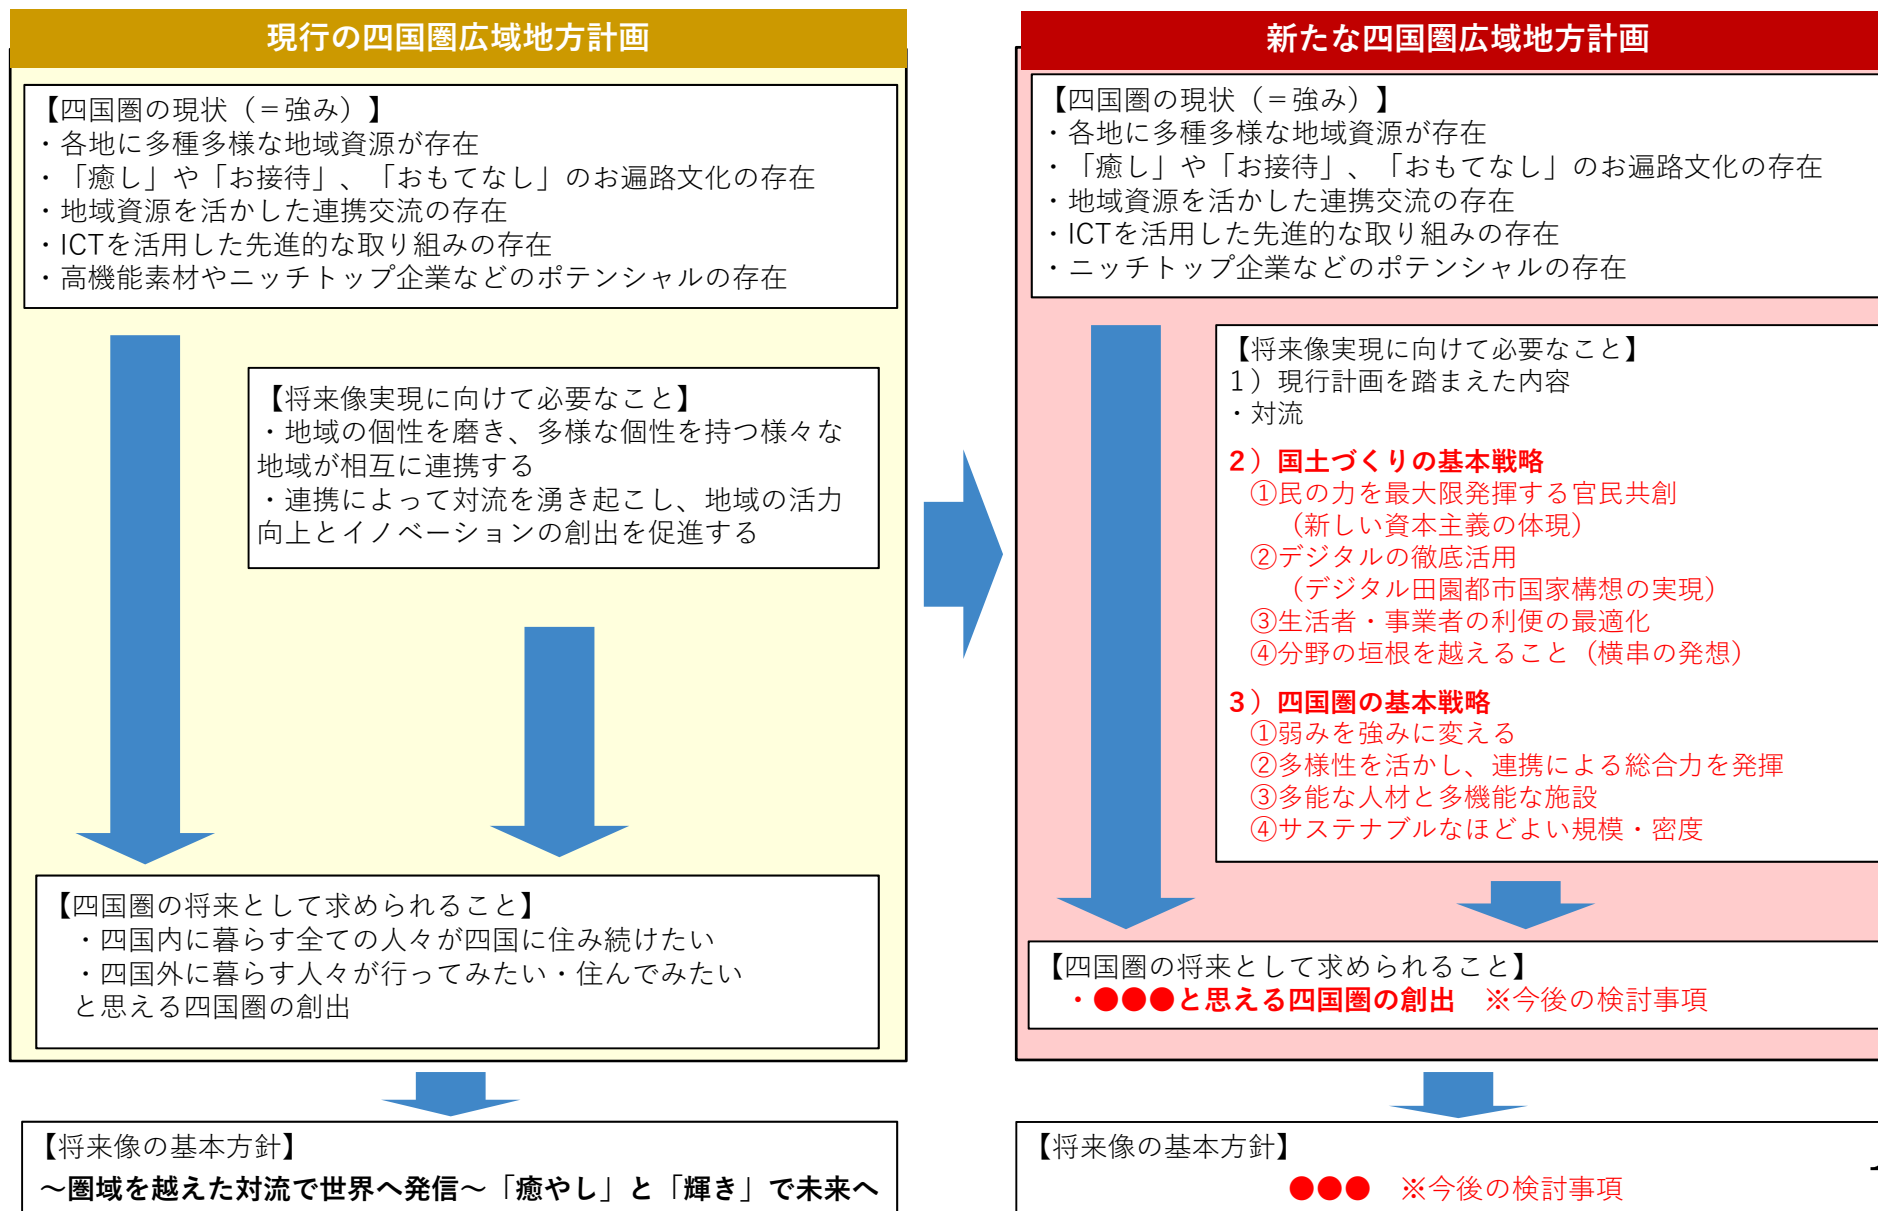 現行の四国圏広域地方計画
【四国圏の現状（＝強み）】
・各地に多種多様な地域資源が存在
・「癒し」や「お接待」、「おもてなし」のお遍路文化の存在
・地域資源を活かした連携交流の存在
・ICTを活用した先進的な取り組みの存在
・高機能素材やニッチトップ企業などのポテンシャルの存在
【将来像実現に向けて必要なこと】
・地域の個性を磨き、多様な個性を持つ様々な
地域が相互に連携する
・連携によって対流を湧き起こし、地域の活力
向上とイノベーションの創出を促進する
【四国圏の将来として求められること】
・四国内に暮らす全ての人々が四国に住み続けたい
・四国外に暮らす人々が行ってみたい・住んでみたい
と思える四国圏の創出
【将来像の基本方針】
～圏域を越えた対流で世界へ発信～「癒やし」と「輝き」で未来へ
新たな四国圏広域地方計画
【四国圏の現状（＝強み）】
・各地に多種多様な地域資源が存在
・「癒し」や「お接待」、「おもてなし」のお遍路文化の存在
・地域資源を活かした連携交流の存在
・ICTを活用した先進的な取り組みの存在
・ニッチトップ企業などのポテンシャルの存在
【将来像実現に向けて必要なこと】
１）現行計画を踏まえた内容
・対流
２）国土づくりの基本戦略
①民の力を最大限発揮する官民共創
（新しい資本主義の体現）
②デジタルの徹底活用
（デジタル田園都市国家構想の実現）
③生活者・事業者の利便の最適化
④分野の垣根を越えること（横串の発想）
３）四国圏の基本戦略
①弱みを強みに変える
②多様性を活かし、連携による総合力を発揮
③多能な人材と多機能な施設
④サステナブルなほどよい規模・密度
【四国圏の将来として求められること】
・●●●と思える四国圏の創出　※今後の検討事項
【将来像の基本方針】
●●●　※今後の検討事項